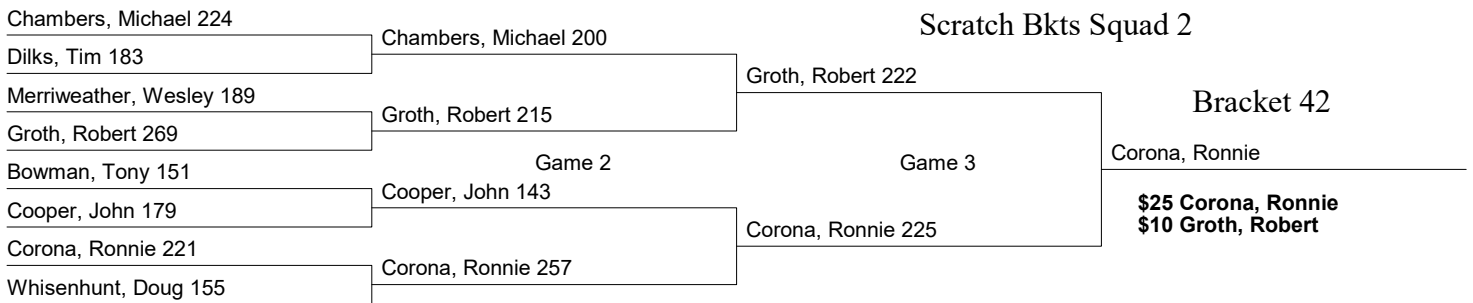 Scratch Bkts Squad 2
Bracket 42
Chambers, Michael 224
Dilks, Tim 183
Merriweather, Wesley 189
Groth, Robert 269
Bowman, Tony 151
Cooper, John 179
Corona, Ronnie 221
Whisenhunt, Doug 155
Chambers, Michael 200
Groth, Robert 215
Game 2
Cooper, John 143
Corona, Ronnie 257
Groth, Robert 222
Game 3
Corona, Ronnie 225
Corona, Ronnie
$25 Corona, Ronnie
$10 Groth, Robert